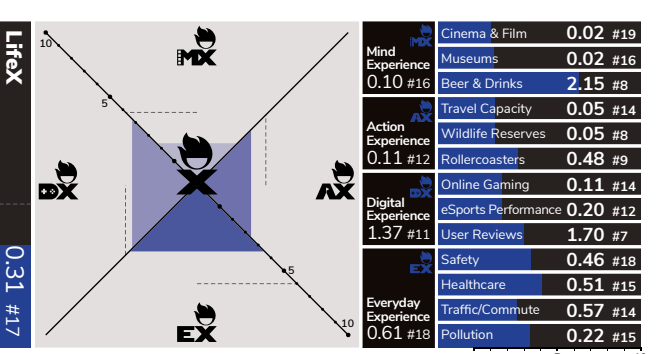 LifeX
0.31 #17
10
5
MX
DX
X
AX
EX
5
10
MX
Mind
Experience
0.10 #16
Cinema & Film 0.02 #19
Museums 0.02 #16
Beer & Drinks 2.15 #8
AX
Action
Experience
0.11 #12
Travel Capacity 0.05 #14
Wildlife Reserves 0.05 #8
Rollercoasters 0.48 #9
DX
Digital
Experience
1.37 #11
Online Gaming 0.11 #14
eSports Performance 0.20 #12
User Reviews 1.70 #7
EX
Everyday
Experience
0.61 #18
Safety 0.46 #18
Healthcare 0.51 #15
Traffic/Commute 0.57 #14
Pollution 0.22 #15